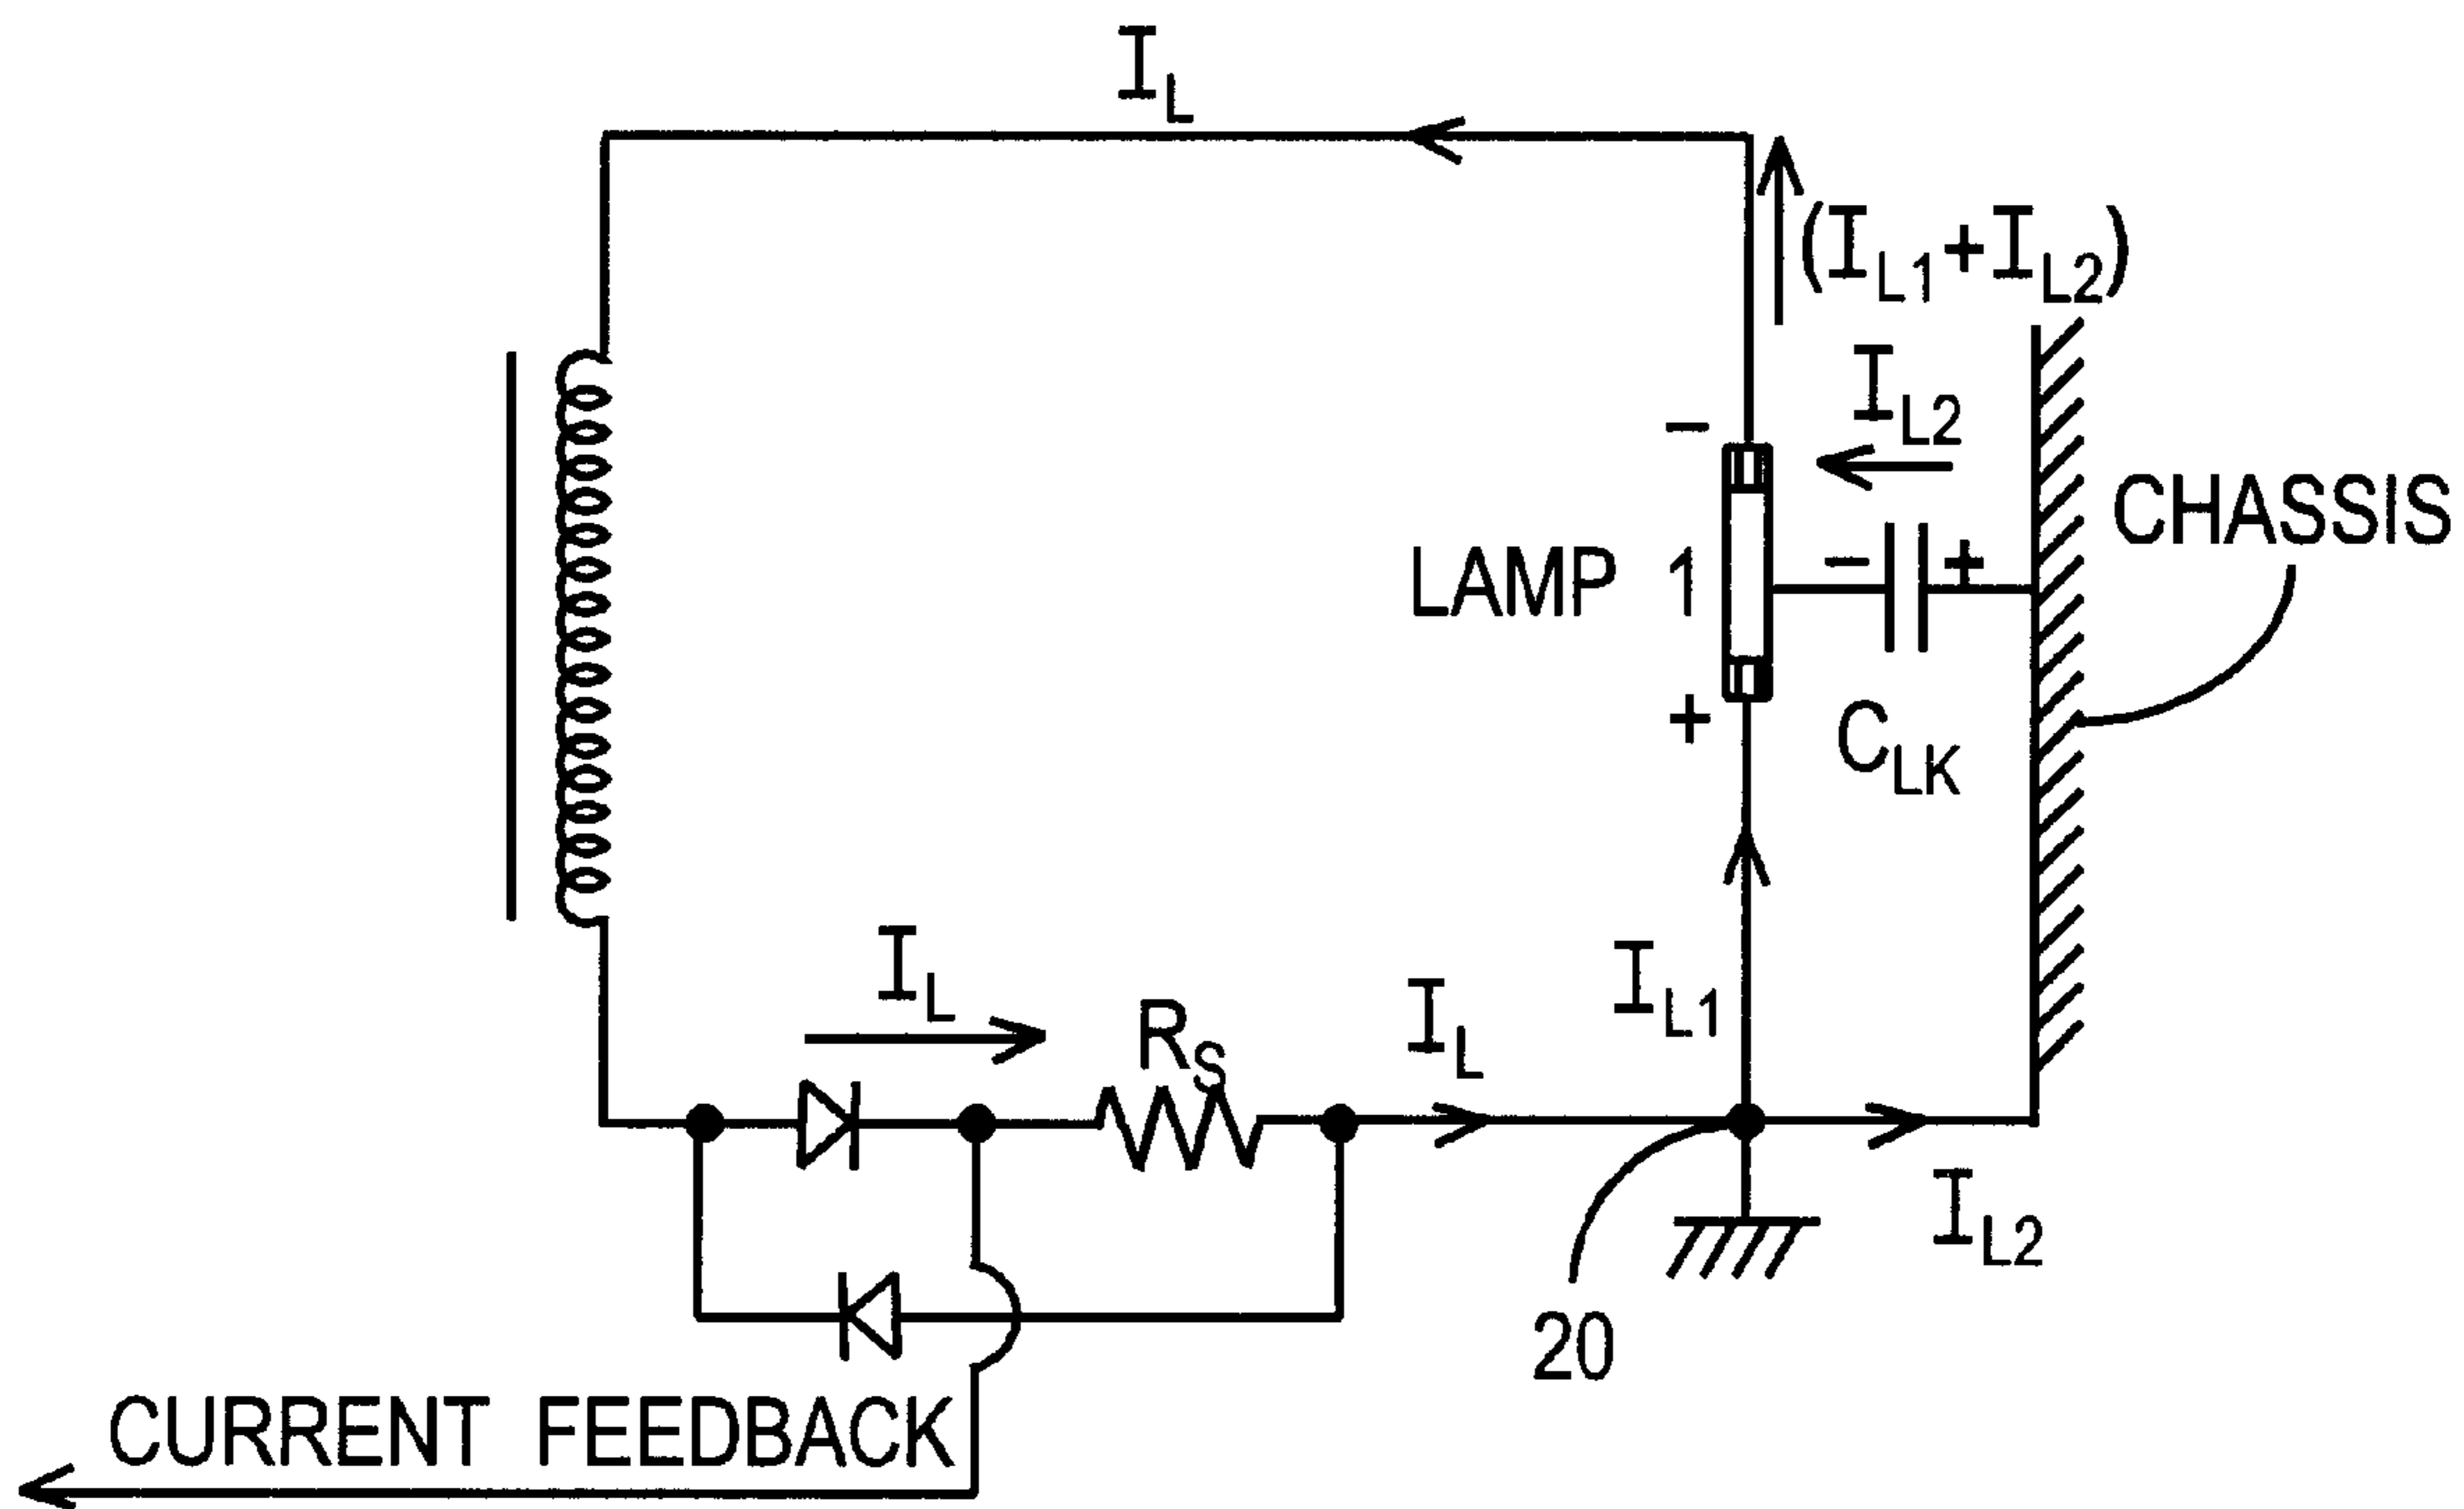 I_L
(I_L1+I_L2)
I_L2
−
CHASSIS
LAMP 1
− +
+
C_LK
I_L
R_S
I_L
I_L1
I_L2
20
CURRENT FEEDBACK